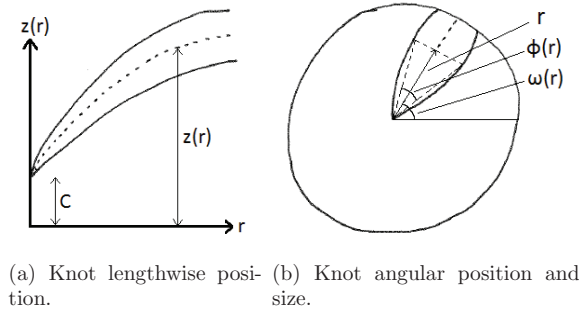 z(r)
z(r)
C
r
r
ϕ(r)
ω(r)
(a) Knot lengthwise posi-
tion.
(b) Knot angular position and
size.